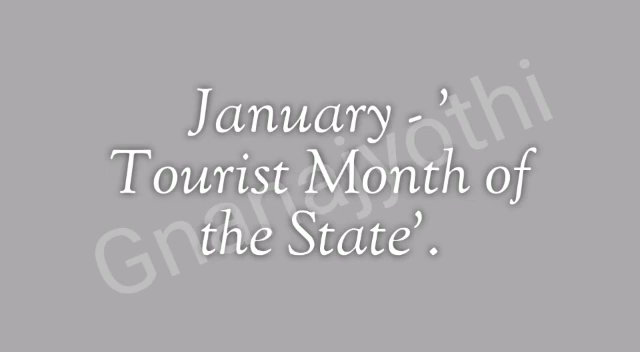 January - ’
Tourist Month of
the State’.
Gnanajyothi